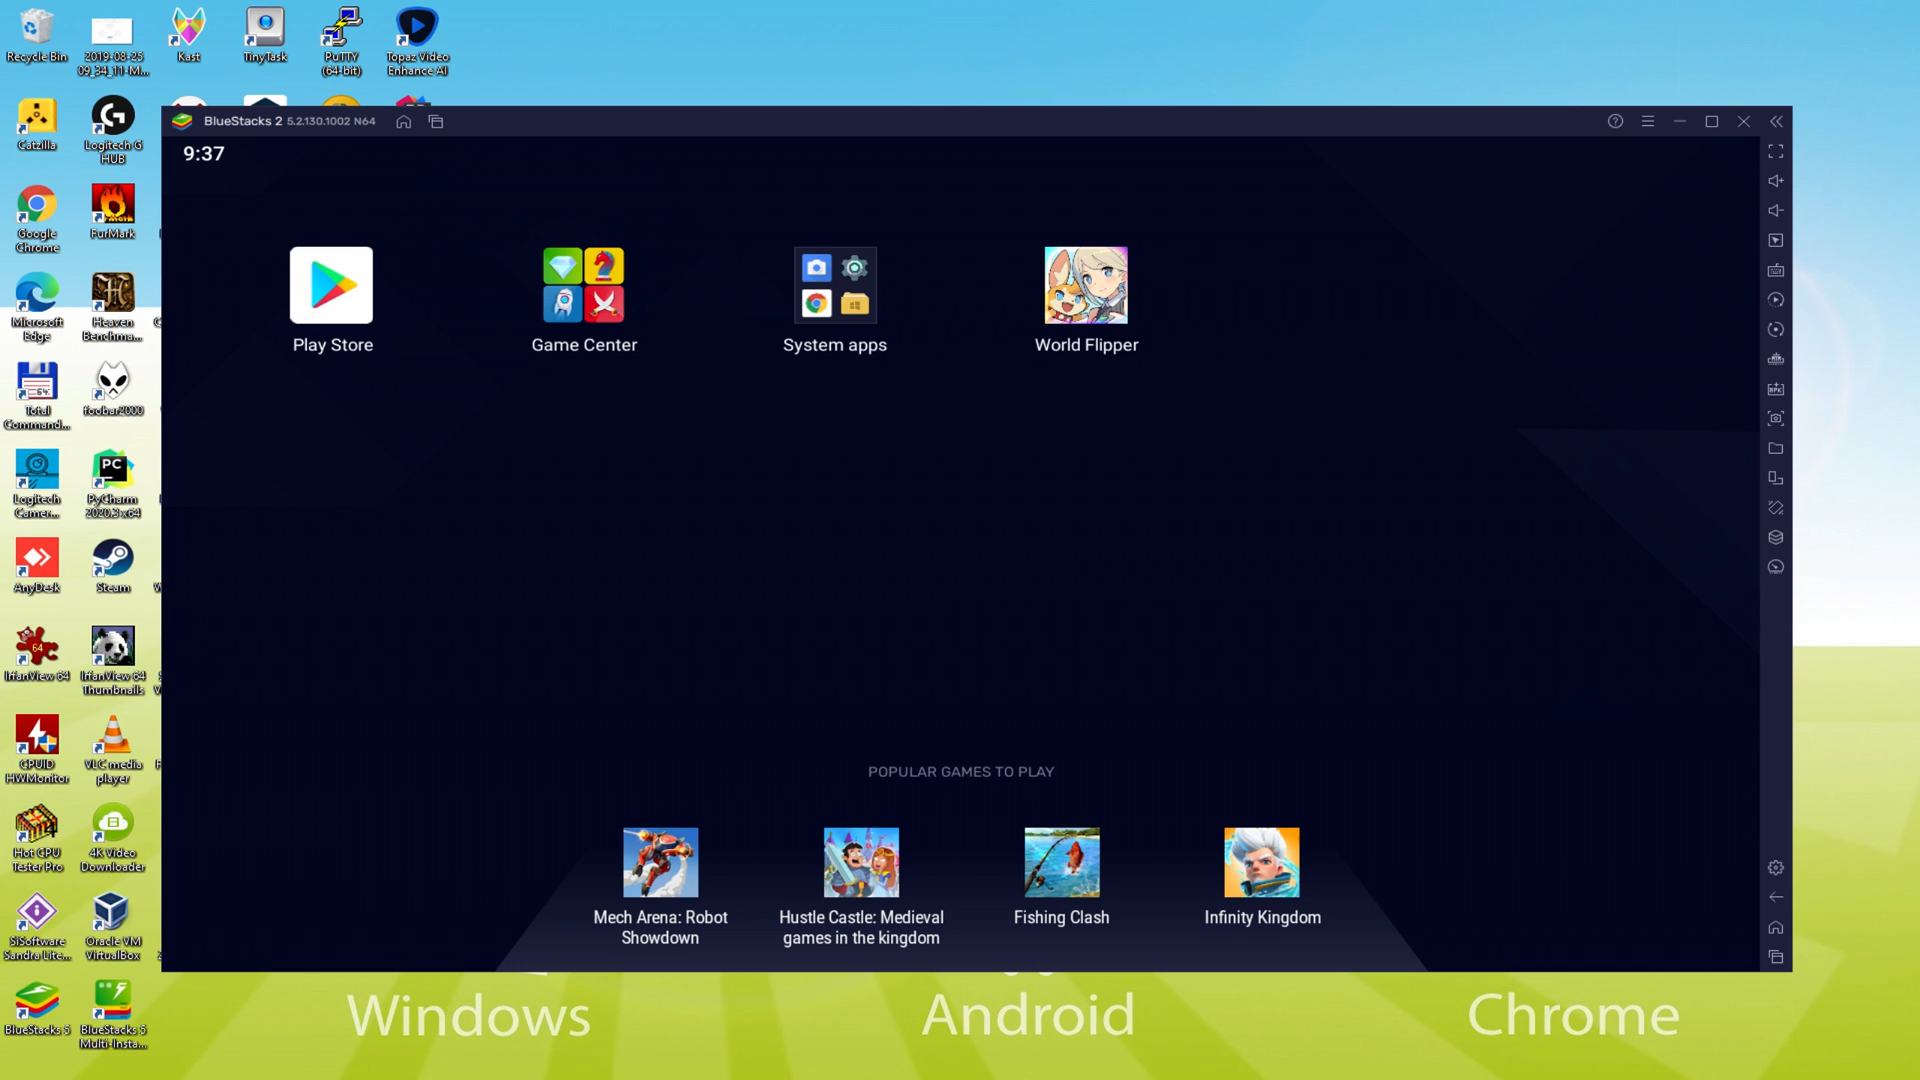 Recycle Bin
2019-08-25
09_34_11-M...
Kast
TinyTask
PuTTY
(64-bit)
Topaz Video
Enhance AI
Catzilla
Logitech G
HUB
Google
Chrome
FurMark
Microsoft
Edge
Heaven
Benchma...
Total
Command...
foobar2000
Logitech
Camer...
PyCharm
2020.3 x64
AnyDesk
Steam
IrfanView 64
IrfanView 64
Thumbnails
CPUID
HWMonitor
VLC media
player
Hot CPU
Tester Pro
4K Video
Downloader
SiSoftware
Sandra Lite...
Oracle VM
VirtualBox
BlueStacks 5
BlueStacks 5
Multi-Insta...
BlueStacks 2 5.2.130.1002 N64
9:37
Play Store
Game Center
System apps
World Flipper
POPULAR GAMES TO PLAY
Mech Arena: Robot
Showdown
Hustle Castle: Medieval
games in the kingdom
Fishing Clash
Infinity Kingdom
Windows
Android
Chrome